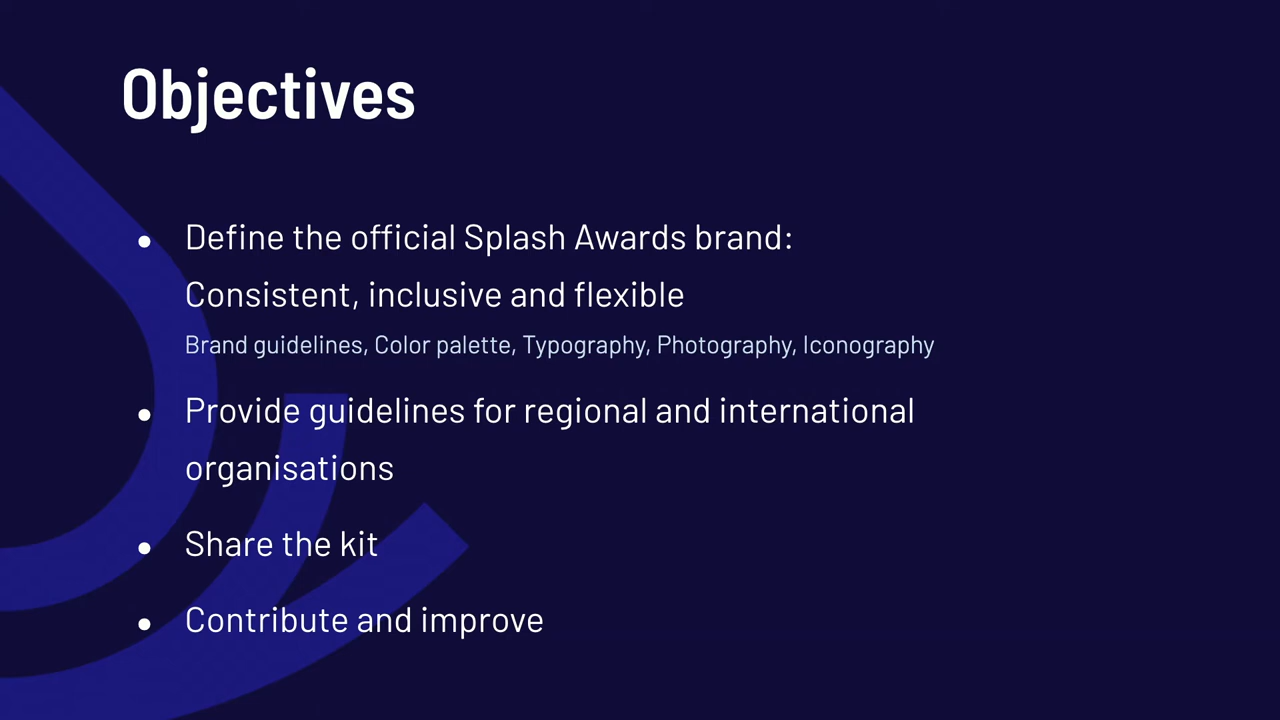 Objectives
● Define the official Splash Awards brand:
Consistent, inclusive and flexible
Brand guidelines, Color palette, Typography, Photography, Iconography
● Provide guidelines for regional and international
organisations
● Share the kit
● Contribute and improve